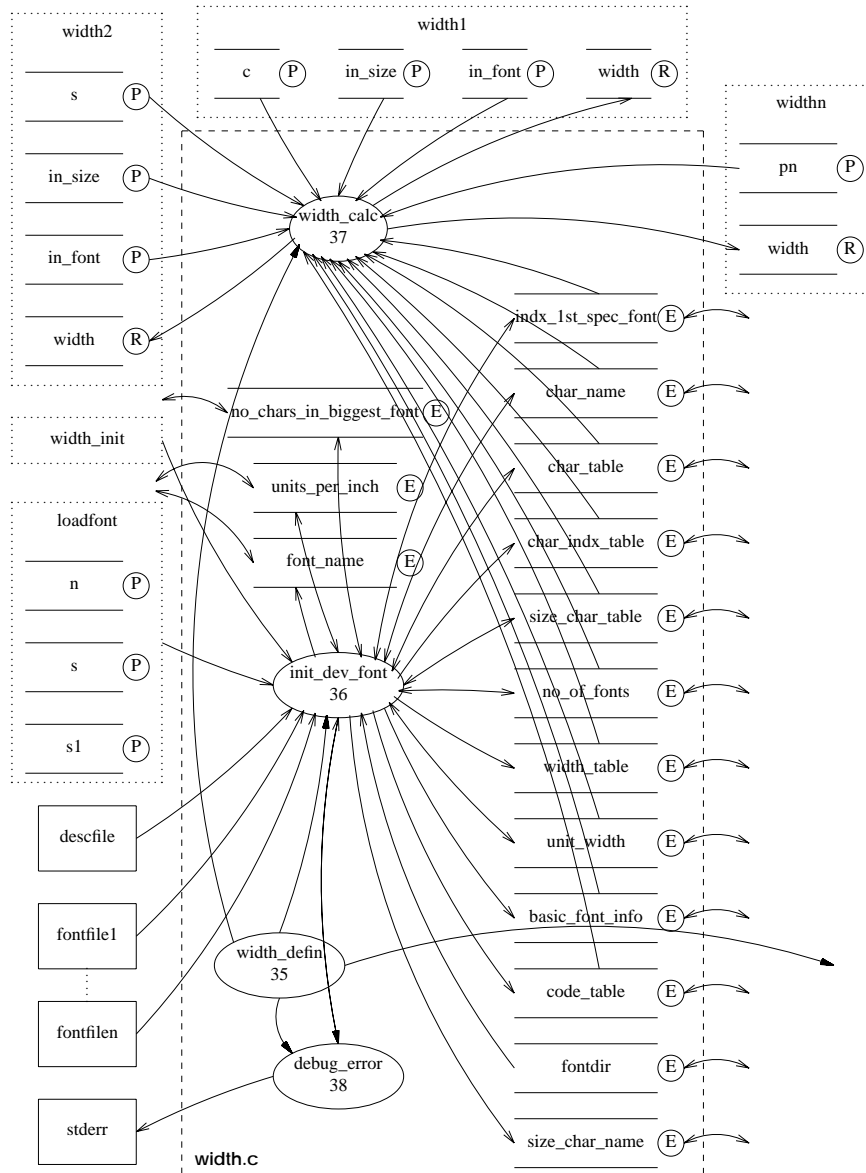 width2
s P
in_size P
in_font P
width R
width1
c P
in_size P
in_font P
width R
widthn
pn P
width R
width_calc
37
indx_1st_spec_font E
char_name E
char_table E
char_indx_table E
size_char_table E
no_of_fonts E
width_table E
unit_width E
basic_font_info E
code_table E
fontdir E
size_char_name E
no_chars_in_biggest_font E
units_per_inch E
font_name E
width_init
loadfont
n P
s P
s1 P
init_dev_font
36
descfile
fontfile1
fontfilen
stderr
width_defin
35
debug_error
38
width.c